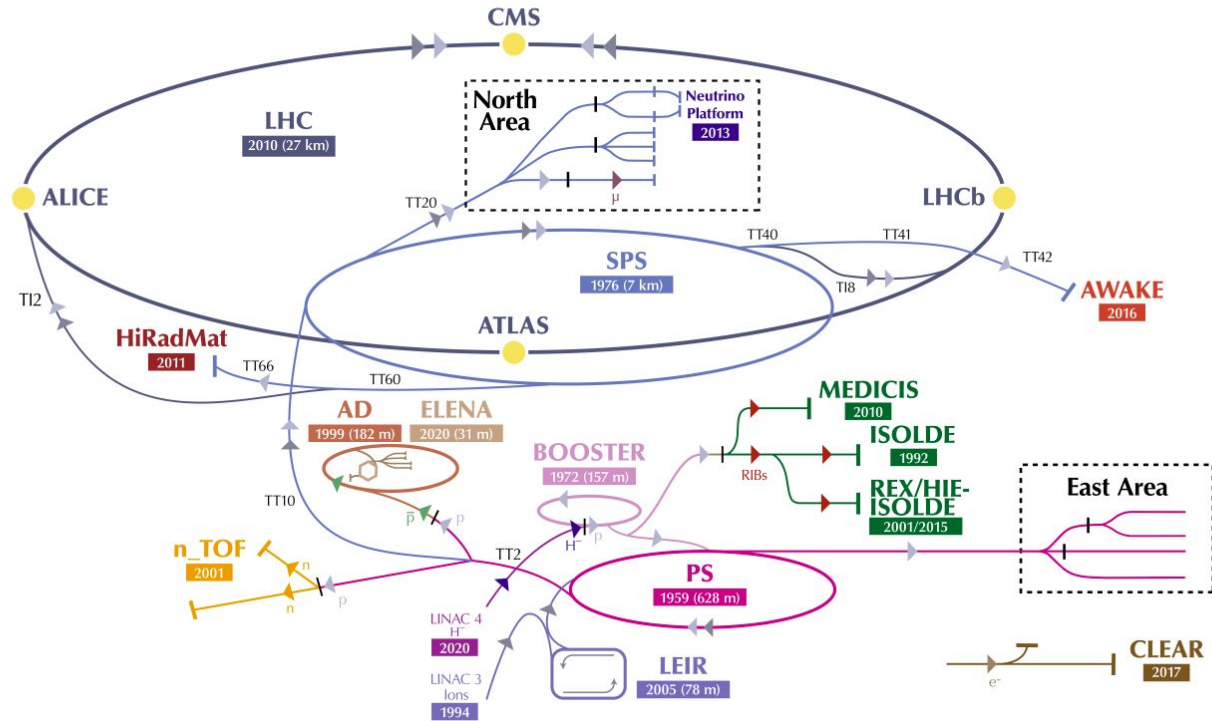 CMS
North
Area
Neutrino
Platform
2013
LHC
2010 (27 km)
μ
ALICE
LHCb
TT20
TT40
TT41
TT42
SPS
1976 (7 km)
TI8
AWAKE
2016
TI2
ATLAS
HiRadMat
2011
TT66
TT60
MEDICIS
2010
AD
1999 (182 m)
ELENA
2020 (31 m)
ISOLDE
1992
BOOSTER
1972 (157 m)
RIBs
REX/HIE-
ISOLDE
2001/2015
East Area
TT10
p̅
p
H⁻
p
TT2
n_TOF
2001
n
n
p
PS
1959 (628 m)
LINAC 4
H⁻
2020
LINAC 3
Ions
1994
LEIR
2005 (78 m)
e⁻
CLEAR
2017